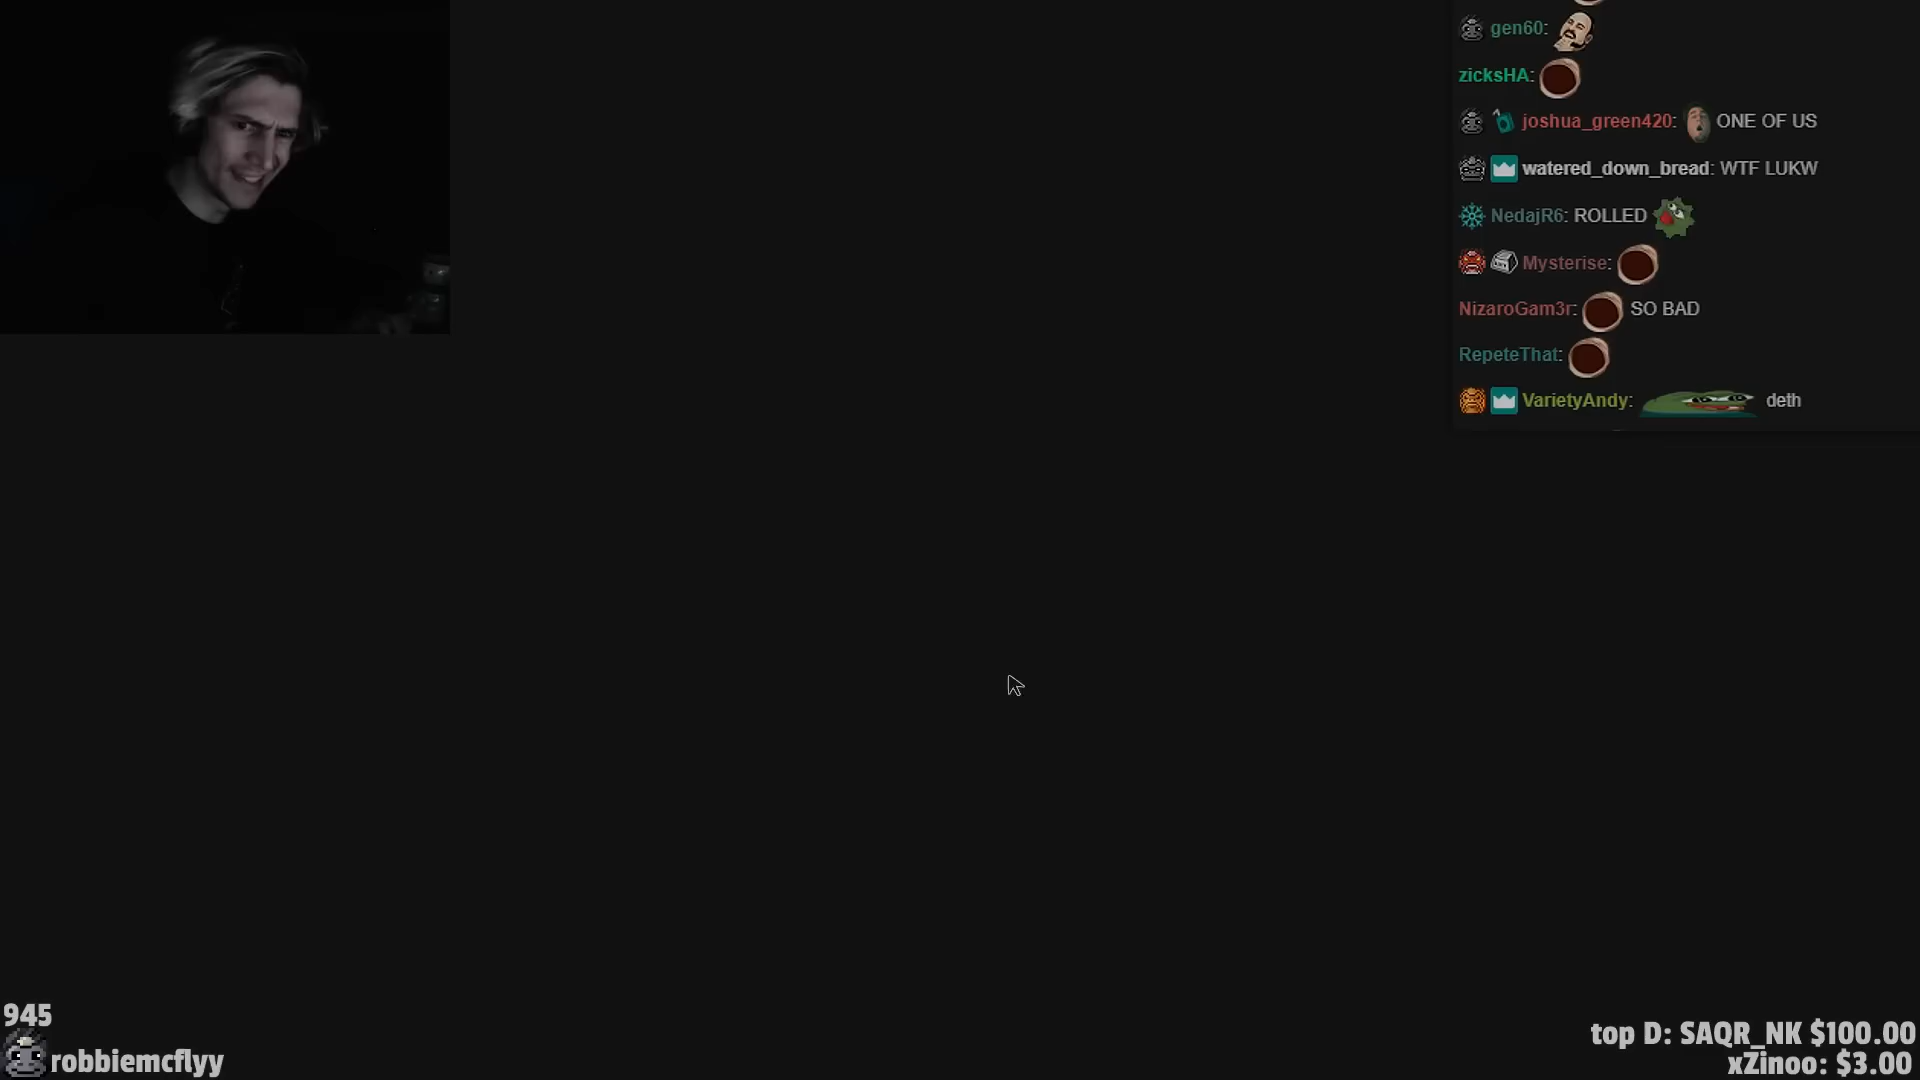 gen60:
zicksHA:
joshua_green420: ONE OF US
watered_down_bread: WTF LUKW
NedajR6: ROLLED
Mysterise:
NizaroGam3r: SO BAD
RepeteThat:
VarietyAndy: deth
945
robbiemcflyy
top D: SAQR_NK $100.00
xZinoo: $3.00